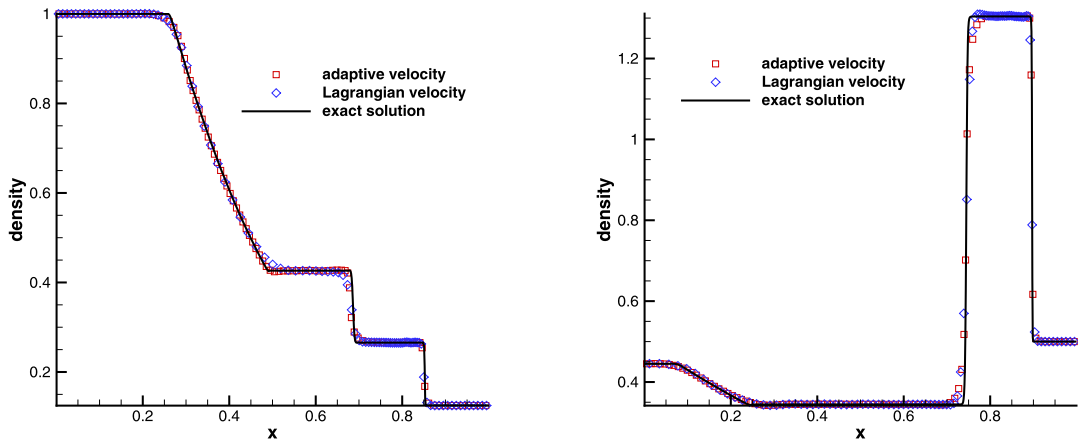 1
0.8
0.6
0.4
0.2
density
adaptive velocity
Lagrangian velocity
exact solution
0.2 0.4 0.6 0.8
x
1.2
1
0.8
0.6
0.4
density
adaptive velocity
Lagrangian velocity
exact solution
0.2 0.4 0.6 0.8
x